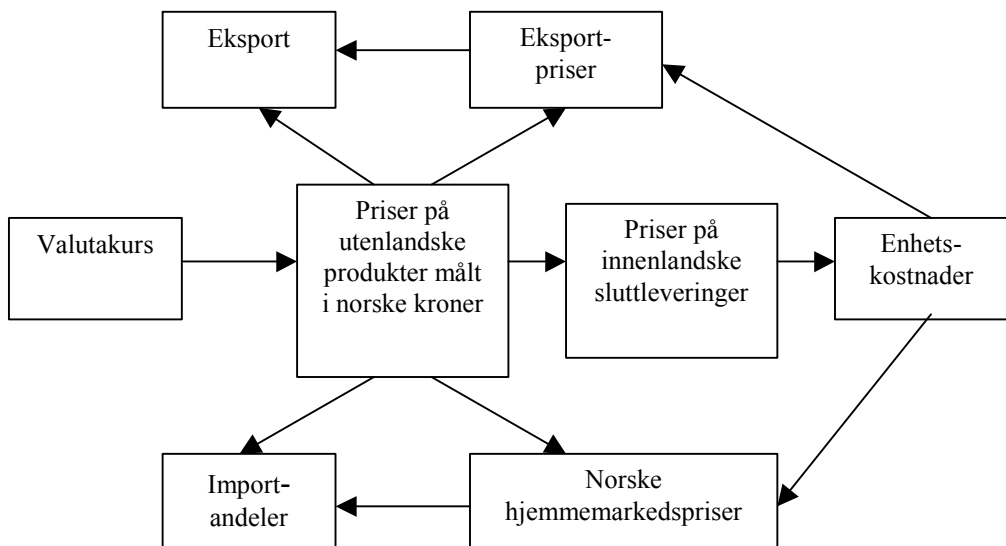 Eksport
Eksport-
priser
Valutakurs
Priser på
utenlandske
produkter målt
i norske kroner
Priser på
innenlandske
sluttleveringer
Enhets-
kostnader
Import-
andeler
Norske
hjemmemarkedspriser